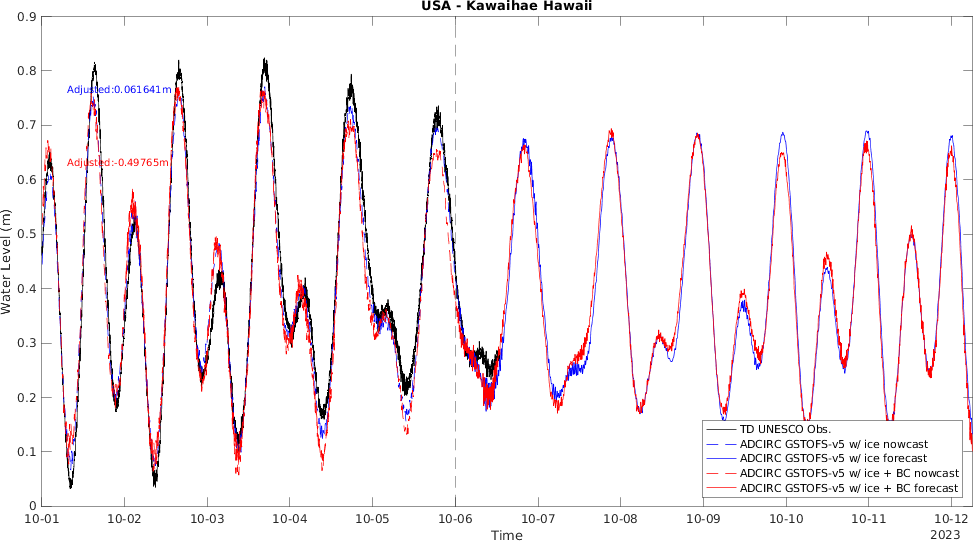 USA - Kawaihae Hawaii
0.9
0.8
0.7
0.6
0.5
0.4
0.3
0.2
0.1
0
Water Level (m)
Adjusted:0.061641m
Adjusted:-0.49765m
TD UNESCO Obs.
ADCIRC GSTOFS-v5 w/ ice nowcast
ADCIRC GSTOFS-v5 w/ ice forecast
ADCIRC GSTOFS-v5 w/ ice + BC nowcast
ADCIRC GSTOFS-v5 w/ ice + BC forecast
10-01 10-02 10-03 10-04 10-05 10-06 10-07 10-08 10-09 10-10 10-11 10-12
2023
Time